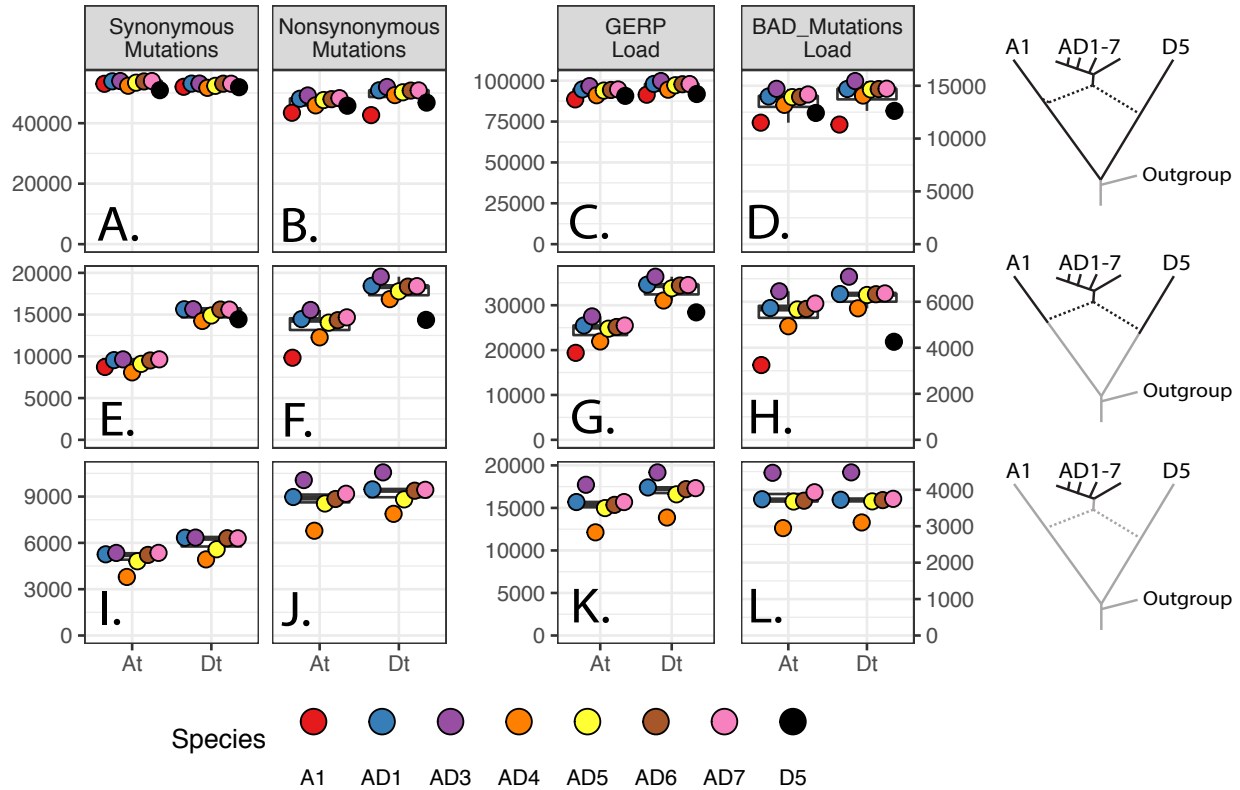 Synonymous
Mutations
Nonsynonymous
Mutations
GERP
Load
BAD_Mutations
Load
A1 AD1-7 D5
Outgroup
40000
20000
0
A.
B.
100000
75000
50000
25000
0
C.
D.
15000
10000
5000
0
A1 AD1-7 D5
Outgroup
20000
15000
10000
5000
0
E.
F.
30000
20000
10000
0
G.
H.
6000
4000
2000
0
A1 AD1-7 D5
Outgroup
9000
6000
3000
0
I.
J.
20000
15000
10000
5000
0
K.
L.
4000
3000
2000
1000
0
At Dt At Dt At Dt At Dt
Species
A1 AD1 AD3 AD4 AD5 AD6 AD7 D5